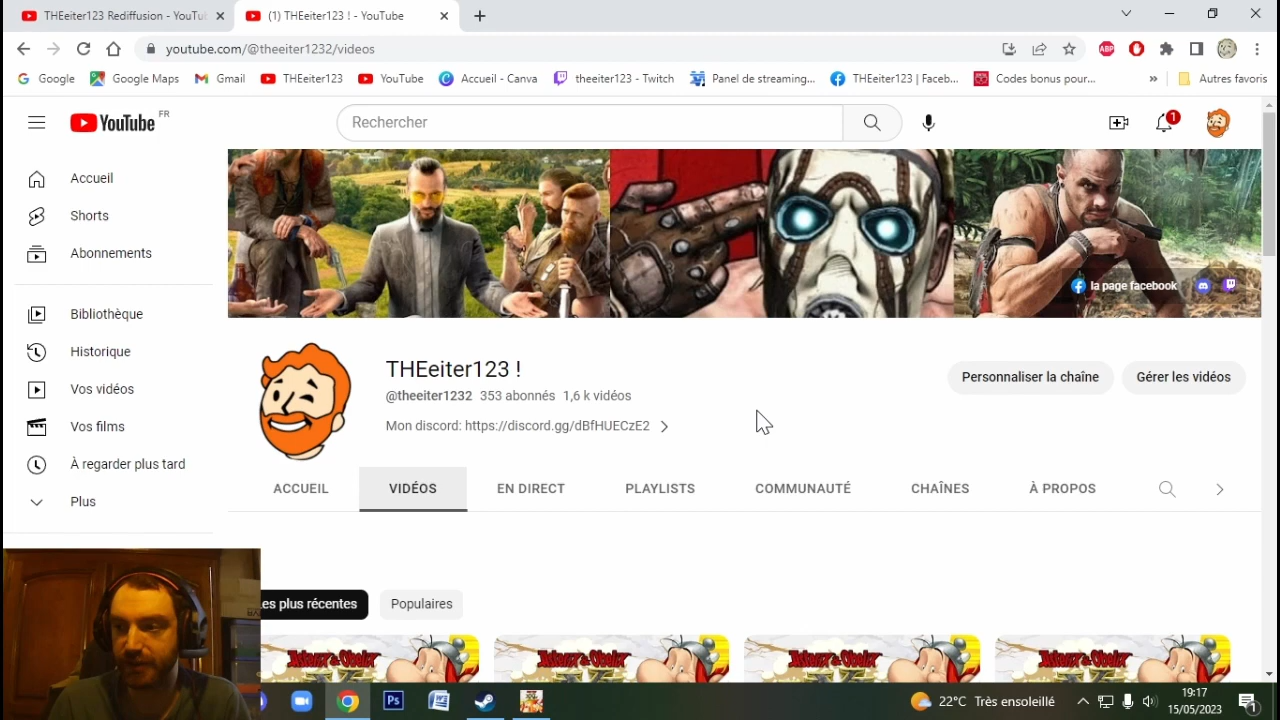 THEeiter123 Rediffusion - YouTu
(1) THEeiter123 ! - YouTube
youtube.com/@theeiter1232/videos
ABP
Google
Google Maps
Gmail
THEeiter123
YouTube
Accueil - Canva
theeiter123 - Twitch
Panel de streaming...
THEeiter123 | Faceb...
Codes bonus pour...
»
Autres favoris
YouTube FR
Rechercher
1
Accueil
Shorts
Abonnements
Bibliothèque
Historique
Vos vidéos
Vos films
À regarder plus tard
Plus
la page facebook
THEeiter123 !
@theeiter1232 353 abonnés 1,6 k vidéos
Mon discord: https://discord.gg/dBfHUECzE2
Personnaliser la chaîne
Gérer les vidéos
ACCUEIL
VIDÉOS
EN DIRECT
PLAYLISTS
COMMUNAUTÉ
CHAÎNES
À PROPOS
es plus récentes
Populaires
Asterix & Obelix
Asterix & Obelix
Asterix & Obelix
Asterix & Obelix
Ps
22°C Très ensoleillé
19:17
15/05/2023
1